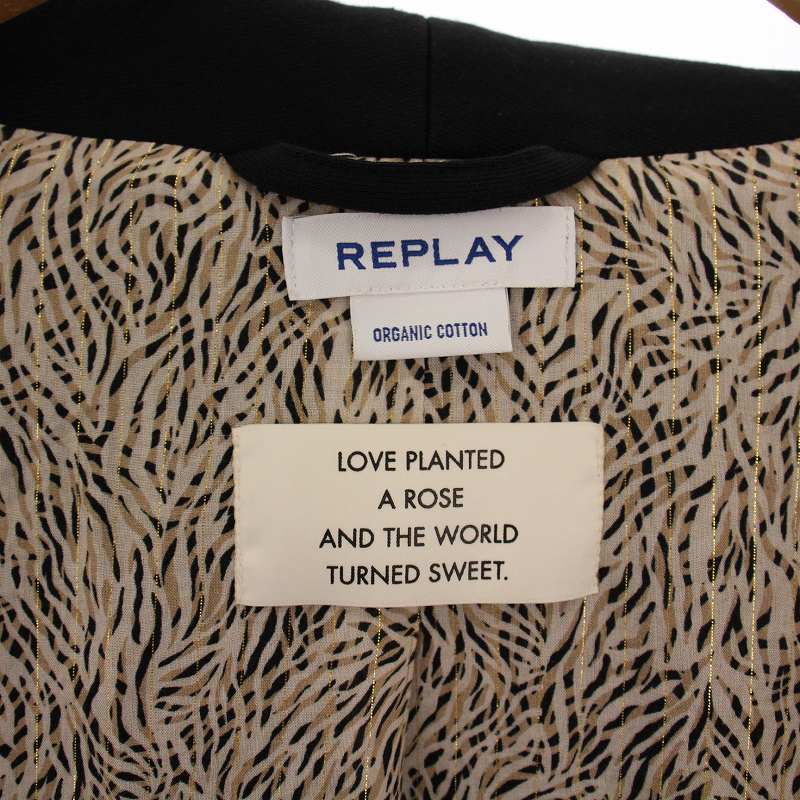 REPLAY
ORGANIC COTTON
LOVE PLANTED
A ROSE
AND THE WORLD
TURNED SWEET.